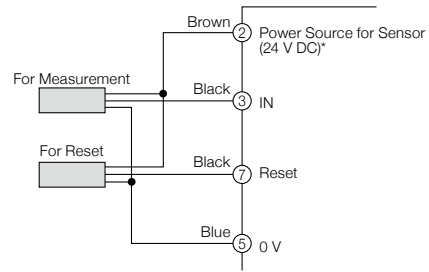 Brown
2 Power Source for Sensor
(24 V DC)*
For Measurement
Black
3 IN
For Reset
Black
7 Reset
Blue
5 0 V